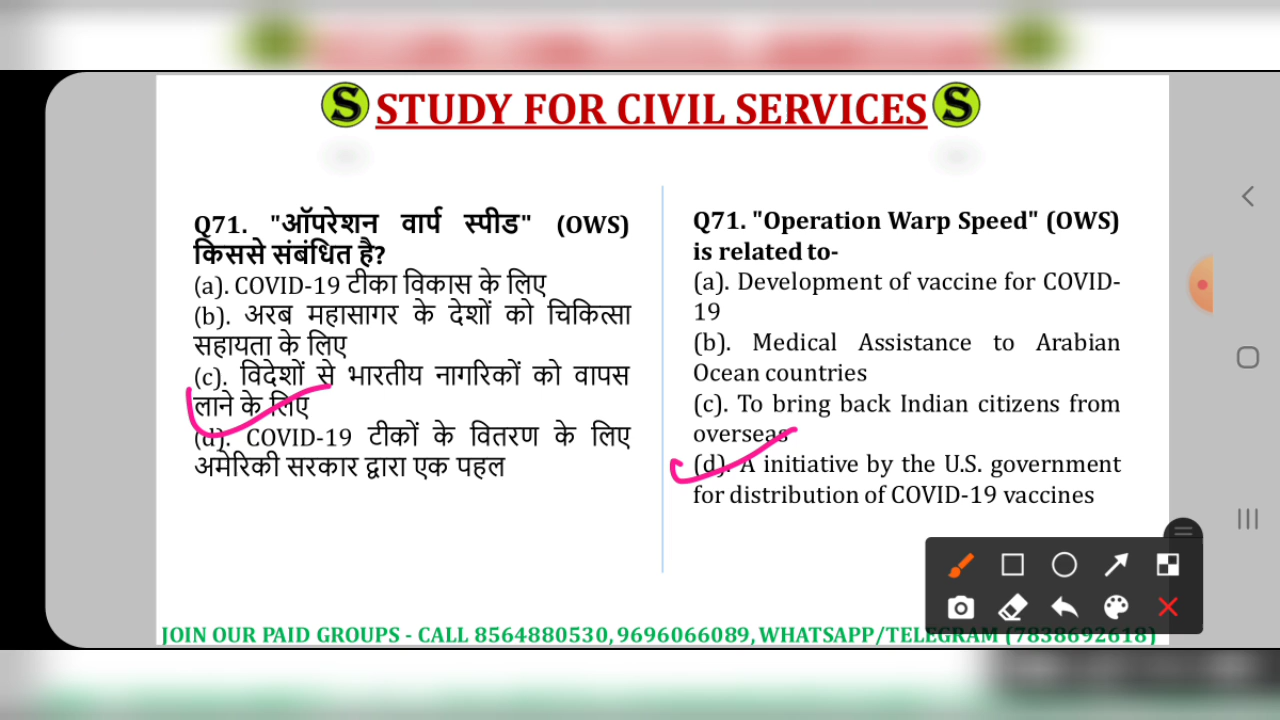 S STUDY FOR CIVIL SERVICES S
Q71. "ऑपरेशन वार्प स्पीड" (OWS)
किससे संबंधित है?
(a). COVID-19 टीका विकास के लिए
(b). अरब महासागर के देशों को चिकित्सा
सहायता के लिए
(c). विदेशों से भारतीय नागरिकों को वापस
लाने के लिए
(d). COVID-19 टीकों के वितरण के लिए
अमेरिकी सरकार द्वारा एक पहल
Q71. "Operation Warp Speed" (OWS)
is related to-
(a). Development of vaccine for COVID-
19
(b). Medical Assistance to Arabian
Ocean countries
(c). To bring back Indian citizens from
overseas
(d). A initiative by the U.S. government
for distribution of COVID-19 vaccines
JOIN OUR PAID GROUPS - CALL 8564880530, 9696066089, WHATSAPP/TELEGRAM (7838692618)